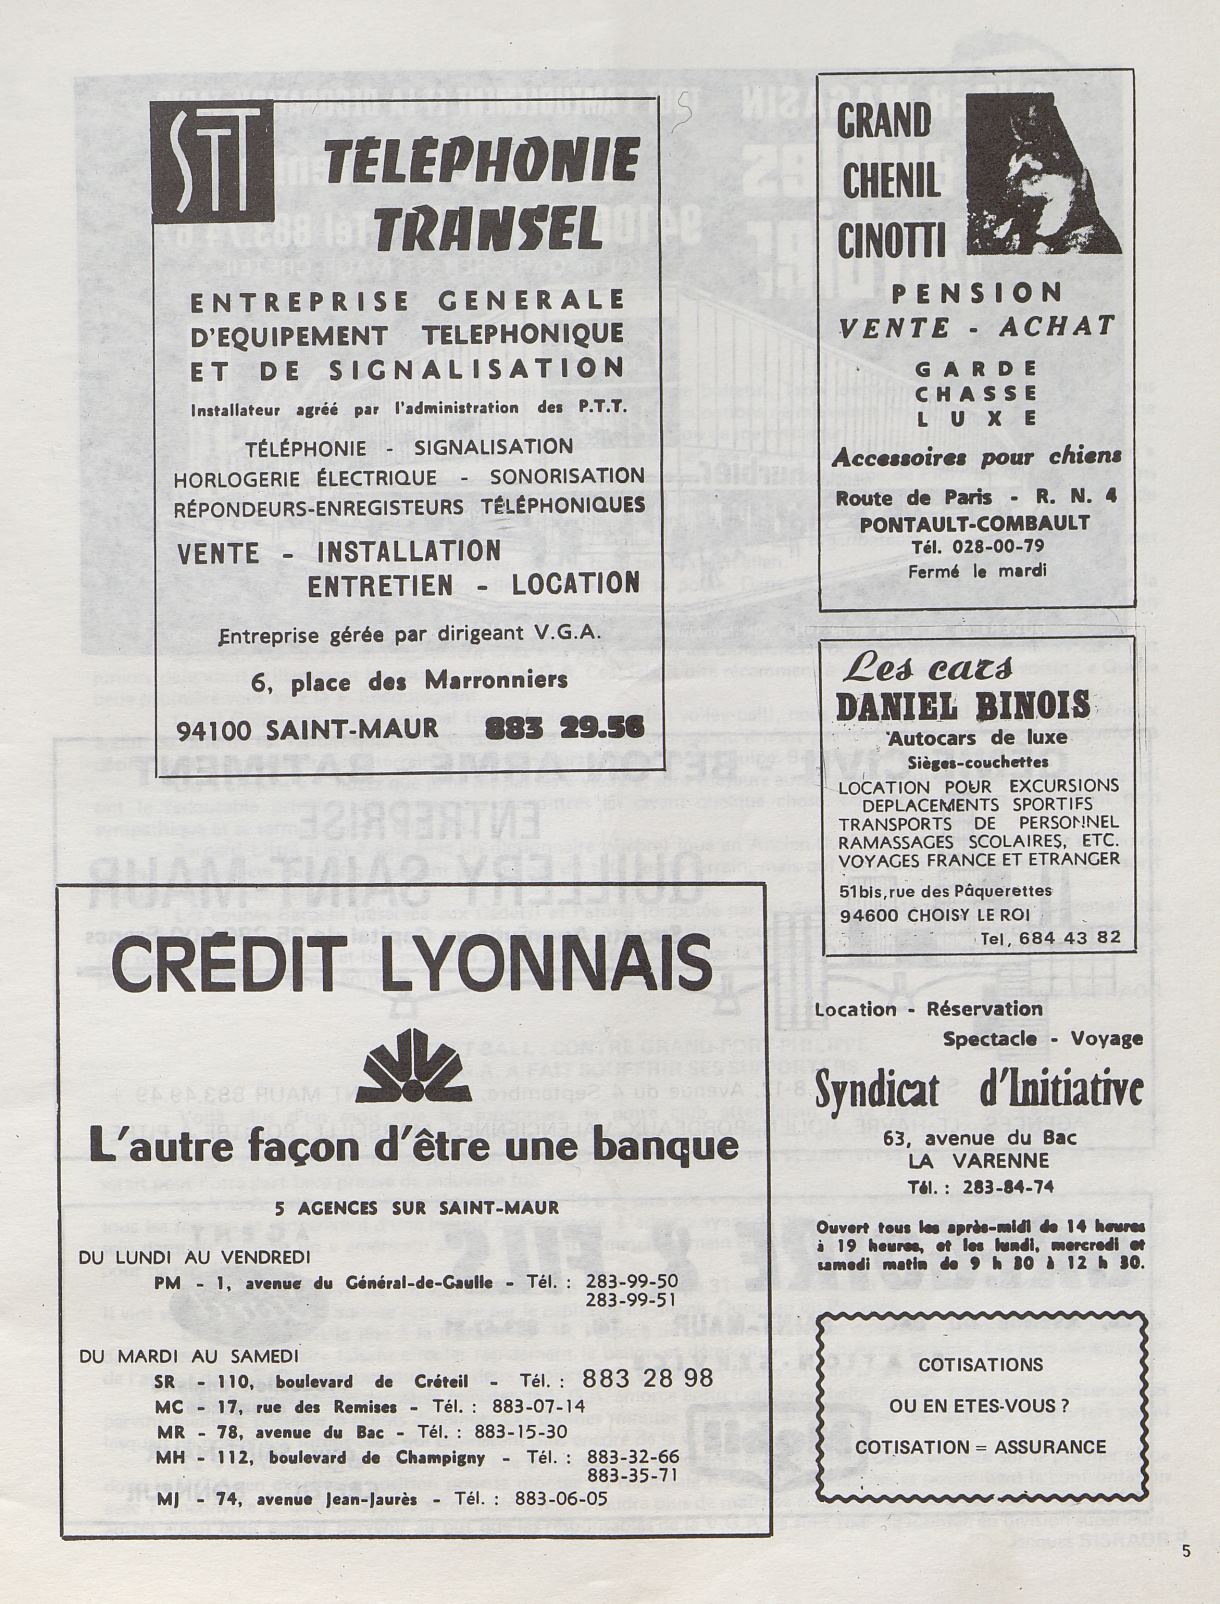 STT
TÉLÉPHONIE
TRANSEL
ENTREPRISE GENERALE
D'EQUIPEMENT TELEPHONIQUE
ET DE SIGNALISATION
Installateur agréé par l'administration des P.T.T.
TÉLÉPHONIE - SIGNALISATION
HORLOGERIE ÉLECTRIQUE - SONORISATION
RÉPONDEURS-ENREGISTEURS TÉLÉPHONIQUES
VENTE - INSTALLATION
ENTRETIEN - LOCATION
Entreprise gérée par dirigeant V.G.A.
6, place des Marronniers
94100 SAINT-MAUR 883 29.56
GRAND
CHENIL
CINOTTI
PENSION
VENTE - ACHAT
GARDE
CHASSE
LUXE
Accessoires pour chiens
Route de Paris - R. N. 4
PONTAULT-COMBAULT
Tél. 028-00-79
Fermé le mardi
Les cars
DANIEL BINOIS
Autocars de luxe
Sièges-couchettes
LOCATION POUR EXCURSIONS
DEPLACEMENTS SPORTIFS
TRANSPORTS DE PERSONNEL
RAMASSAGES SCOLAIRES, ETC.
VOYAGES FRANCE ET ETRANGER
51bis, rue des Pâquerettes
94600 CHOISY LE ROI
Tel, 684 43 82
CRÉDIT LYONNAIS
L'autre façon d'être une banque
5 AGENCES SUR SAINT-MAUR
DU LUNDI AU VENDREDI
PM - 1, avenue du Général-de-Gaulle - Tél. : 283-99-50
283-99-51
DU MARDI AU SAMEDI
SR - 110, boulevard de Créteil - Tél. : 883 28 98
MC - 17, rue des Remises - Tél. : 883-07-14
MR - 78, avenue du Bac - Tél. : 883-15-30
MH - 112, boulevard de Champigny - Tél. : 883-32-66
883-35-71
MJ - 74, avenue Jean-Jaurès - Tél. : 883-06-05
Location - Réservation
Spectacle - Voyage
Syndicat d'Initiative
63, avenue du Bac
LA VARENNE
Tél. : 283-84-74
Ouvert tous les après-midi de 14 heures
à 19 heures, et les lundi, mercredi et
samedi matin de 9 h 30 à 12 h 30.
COTISATIONS
OU EN ETES-VOUS ?
COTISATION = ASSURANCE
5